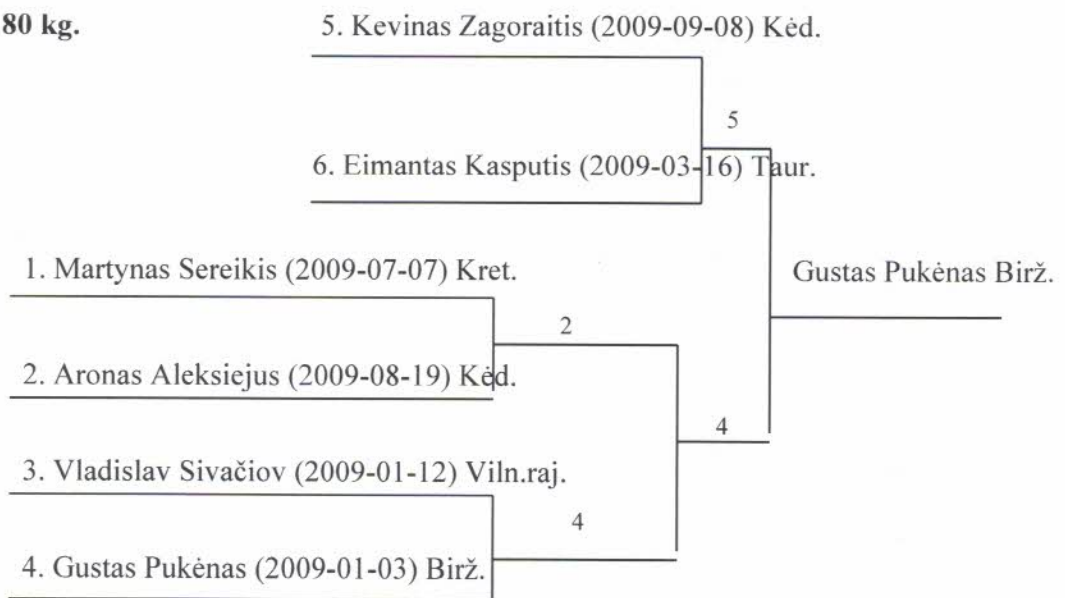 80 kg.
5. Kevinas Zagoraitis (2009-09-08) Kėd.
5
6. Eimantas Kasputis (2009-03-16) Taur.
1. Martynas Sereikis (2009-07-07) Kret.
Gustas Pukėnas Birž.
2
2. Aronas Aleksiejus (2009-08-19) Kėd.
4
3. Vladislav Sivačiov (2009-01-12) Viln.raj.
4
4. Gustas Pukėnas (2009-01-03) Birž.